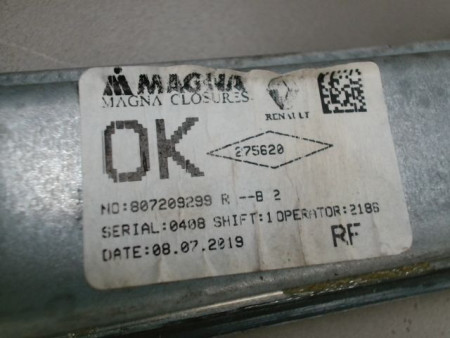 MAGNA
MAGNA CLOSURES
RENAULT
OK
275620
NO:807209299 R --B 2
SERIAL:0408 SHIFT:1 OPERATOR:2186
DATE:08.07.2019
RF